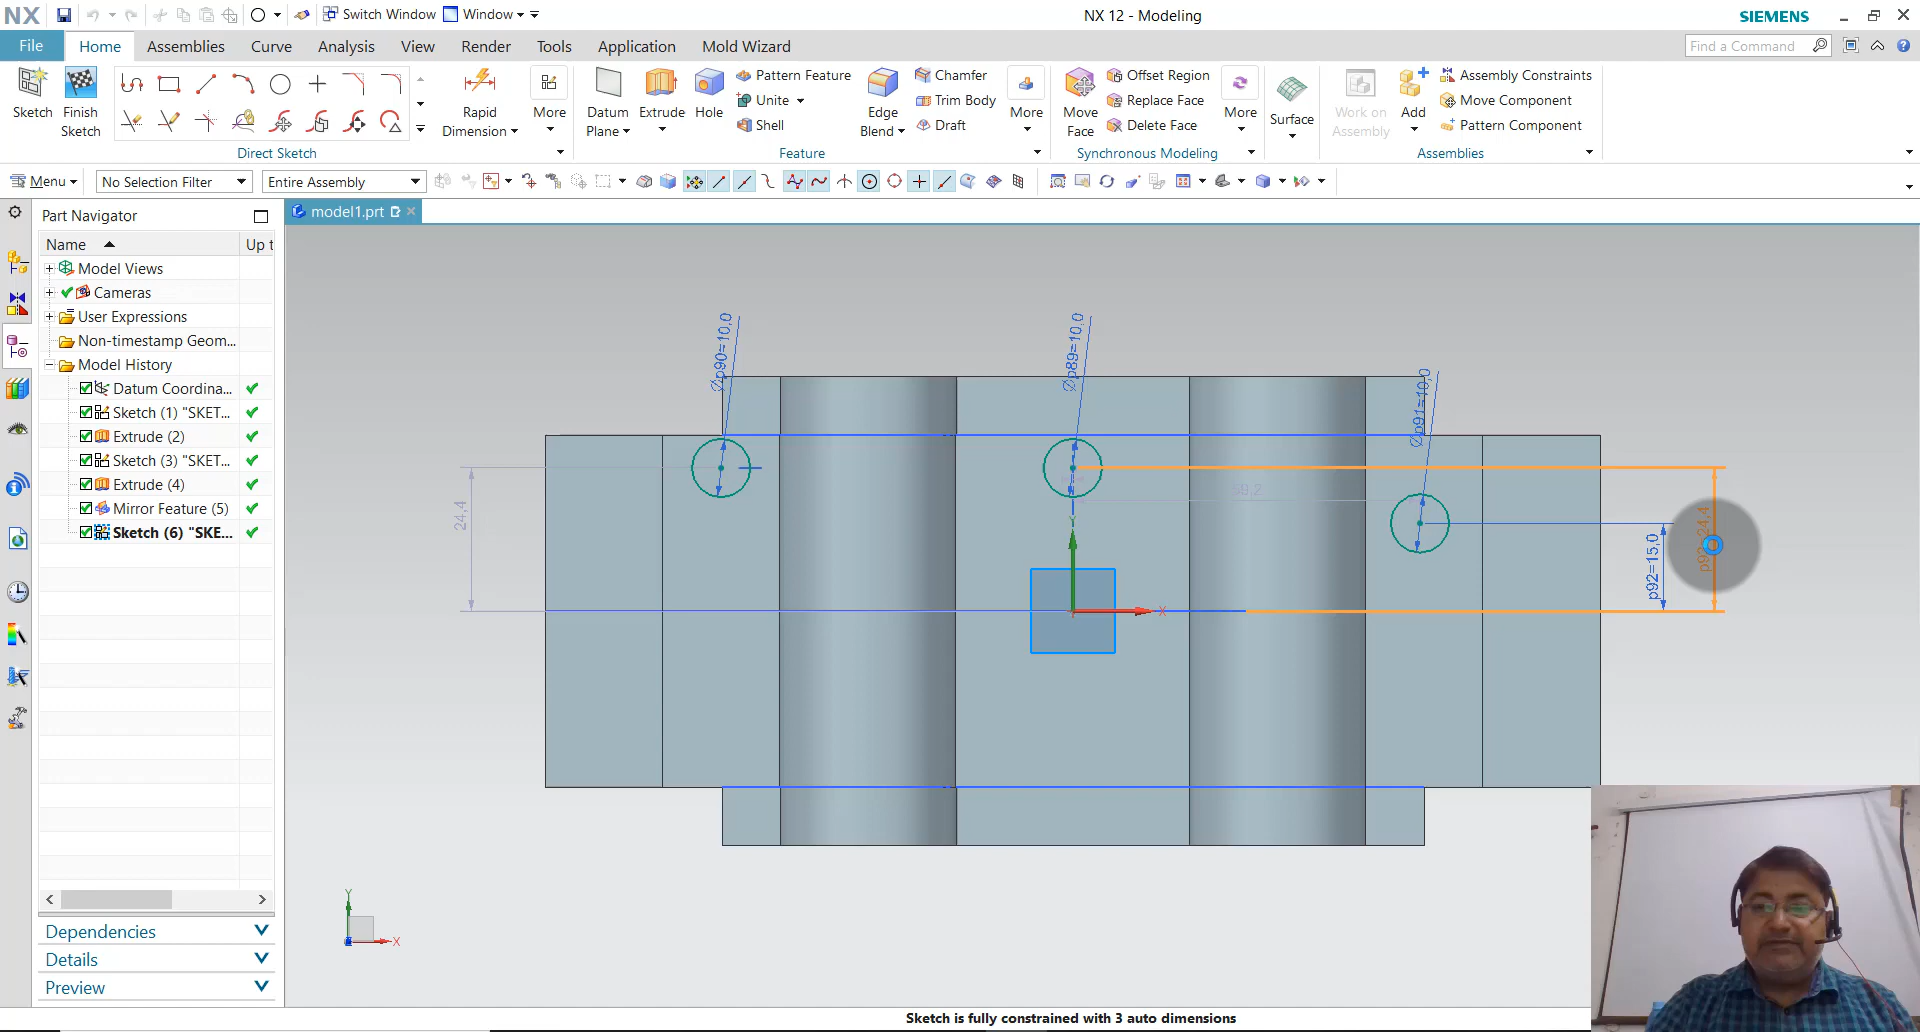 NX
Switch Window
Window
NX 12 - Modeling
SIEMENS
File
Home
Assemblies
Curve
Analysis
View
Render
Tools
Application
Mold Wizard
Find a Command
Sketch
Finish
Sketch
Direct Sketch
Rapid
Dimension
More
Datum
Plane
Extrude
Hole
Pattern Feature
Unite
Shell
Edge
Blend
Chamfer
Trim Body
Draft
More
Feature
Move
Face
Offset Region
Replace Face
Delete Face
More
Synchronous Modeling
Surface
Work on
Assembly
Add
Assembly Constraints
Move Component
Pattern Component
Assemblies
Menu
No Selection Filter
Entire Assembly
Part Navigator
model1.prt
Name
Up t
Model Views
Cameras
User Expressions
Non-timestamp Geom...
Model History
Datum Coordina...
Sketch (1) "SKET...
Extrude (2)
Sketch (3) "SKET...
Extrude (4)
Mirror Feature (5)
Sketch (6) "SKE...
Dependencies
Details
Preview
Øp90=10,0
Øp89=10,0
Øp91=10,0
24,4
59,2
p92=15,0
Y
X
Y
X
Sketch is fully constrained with 3 auto dimensions